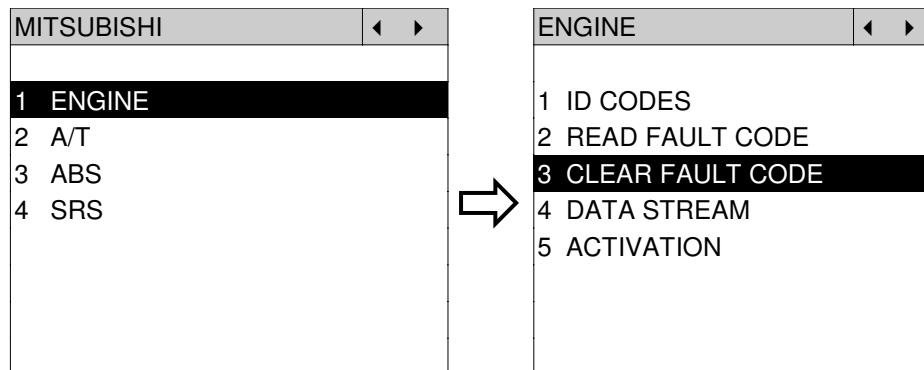 MITSUBISHI
1 ENGINE
2 A/T
3 ABS
4 SRS
ENGINE
1 ID CODES
2 READ FAULT CODE
3 CLEAR FAULT CODE
4 DATA STREAM
5 ACTIVATION